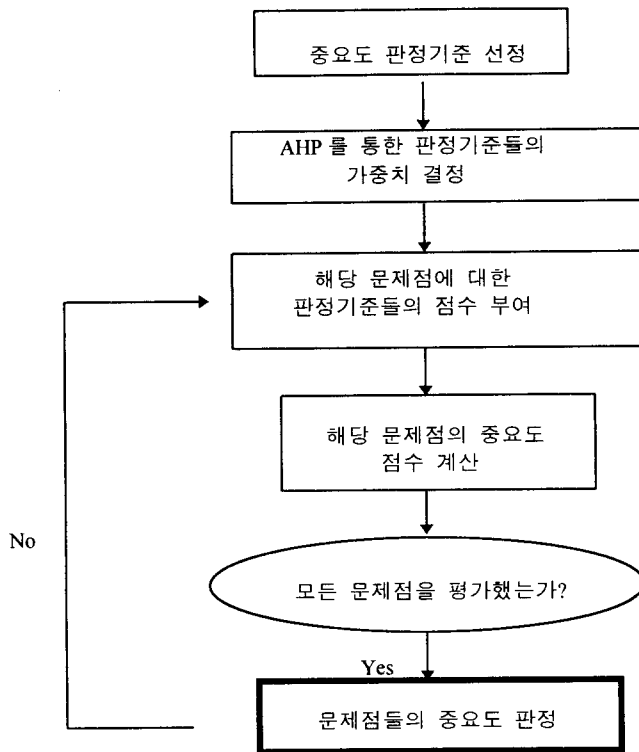 중요도 판정기준 선정
AHP 를 통한 판정기준들의
가중치 결정
해당 문제점에 대한
판정기준들의 점수 부여
해당 문제점의 중요도
점수 계산
No
모든 문제점을 평가했는가?
Yes
문제점들의 중요도 판정